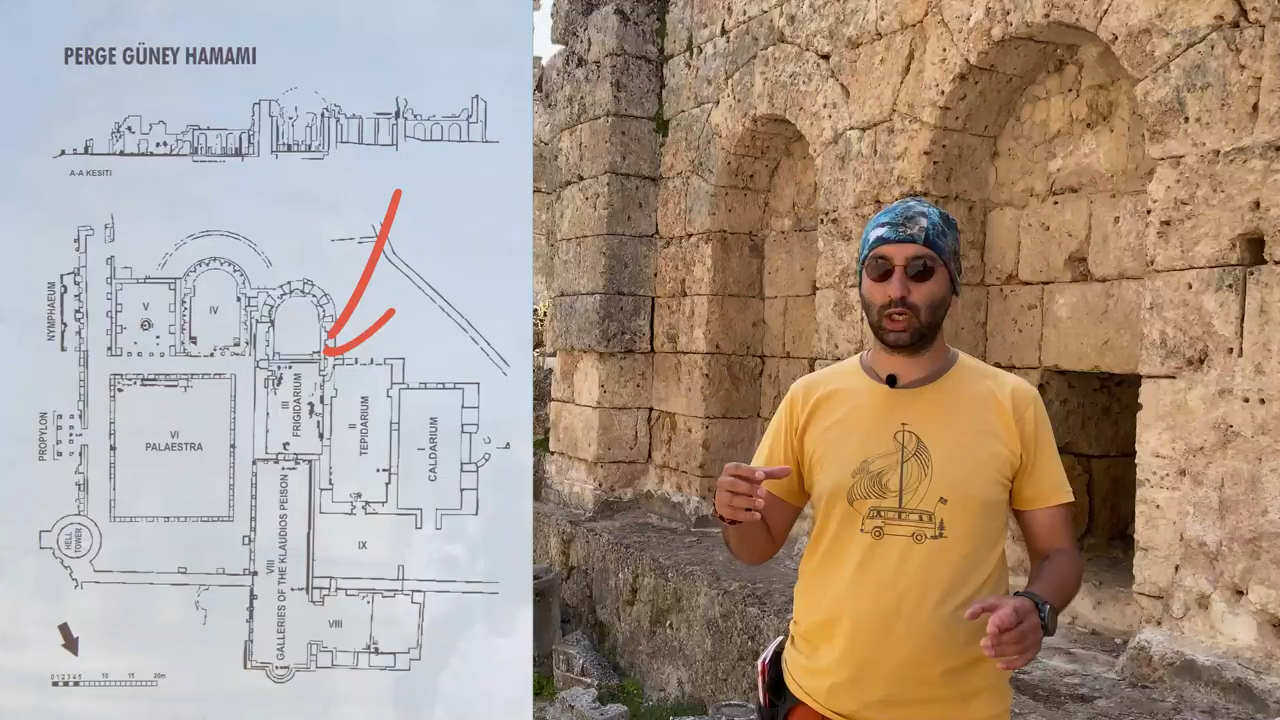 PERGE GÜNEY HAMAMI
A-A KESITI
NYMPHAEUM
V
IV
PROPYLON
VI
PALAESTRA
III
FRIGIDARIUM
II
TEPIDARIUM
I
CALDARIUM
HELL.
TOWER
VIII
GALLERIES OF THE KLAUDIOS PEISON
IX
VIII
0 1 2 3 4 5 10 15 20m